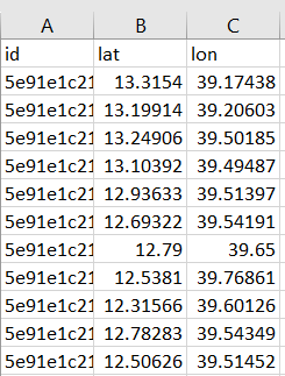 A B C
id lat lon
5e91e1c21 13.3154 39.17438
5e91e1c21 13.19914 39.20603
5e91e1c21 13.24906 39.50185
5e91e1c21 13.10392 39.49487
5e91e1c21 12.93633 39.51397
5e91e1c21 12.69322 39.54191
5e91e1c21 12.79 39.65
5e91e1c21 12.5381 39.76861
5e91e1c21 12.31566 39.60126
5e91e1c21 12.78283 39.54349
5e91e1c21 12.50626 39.51452